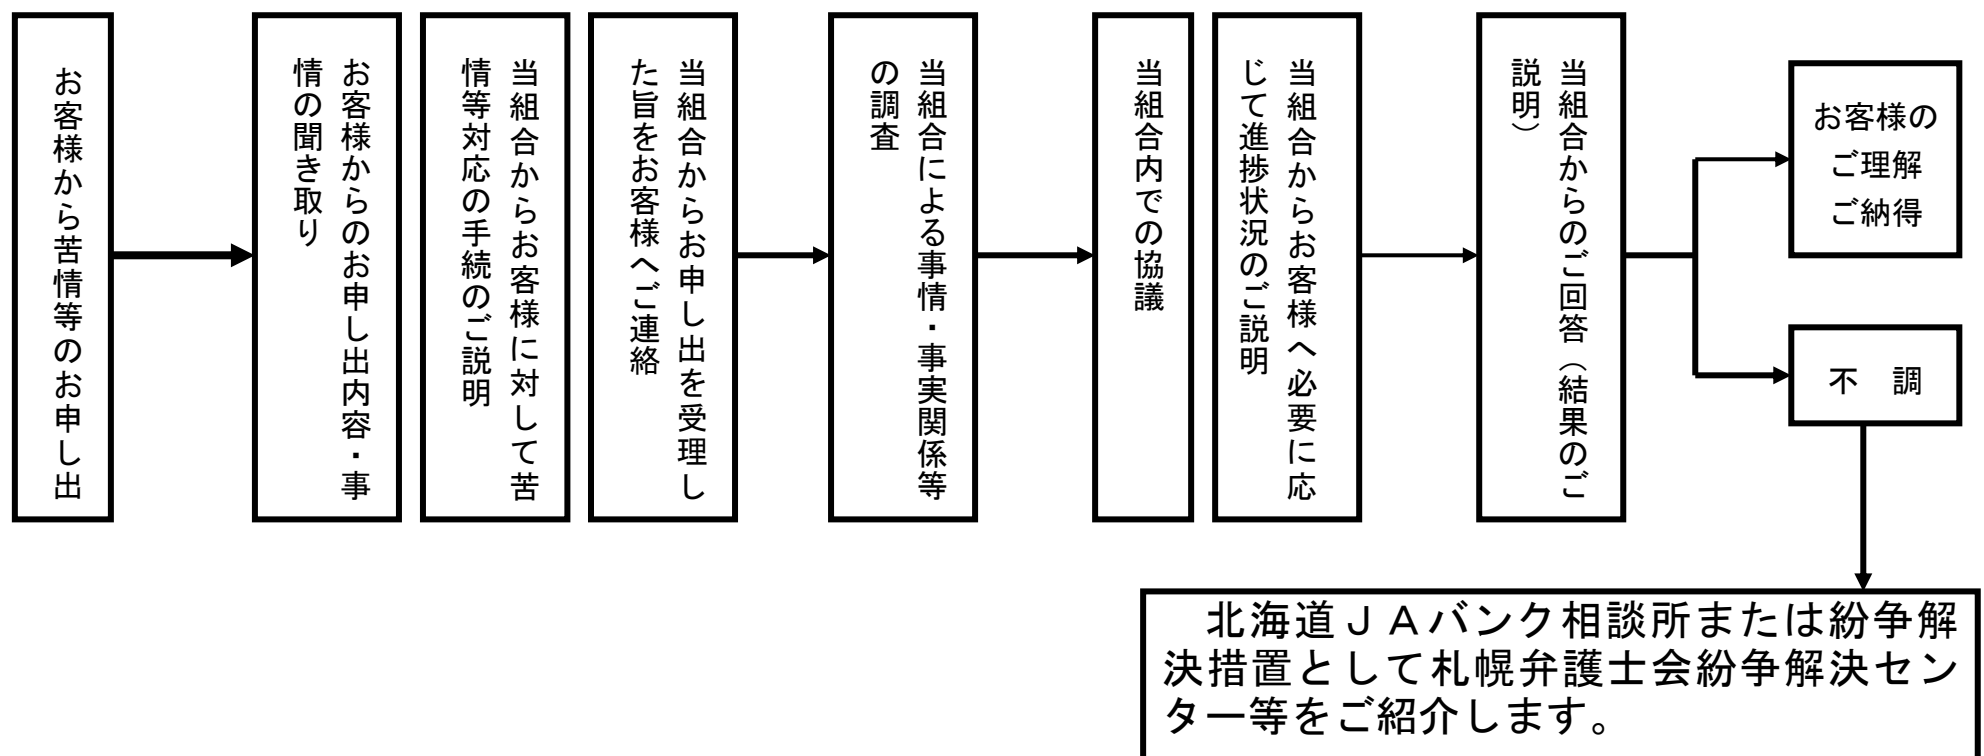 お客様から苦情等のお申し出
お客様からのお申し出内容・事
情の聞き取り
当組合からお客様に対して苦
情等対応の手続のご説明
当組合からお申し出を受理し
た旨をお客様へご連絡
当組合による事情・事実関係等
の調査
当組合内での協議
当組合からお客様へ必要に応
じて進捗状況のご説明
当組合からのご回答（結果のご
説明）
お客様の
ご理解
ご納得
不　調
　北海道ＪＡバンク相談所または紛争解
決措置として札幌弁護士会紛争解決セン
ター等をご紹介します。